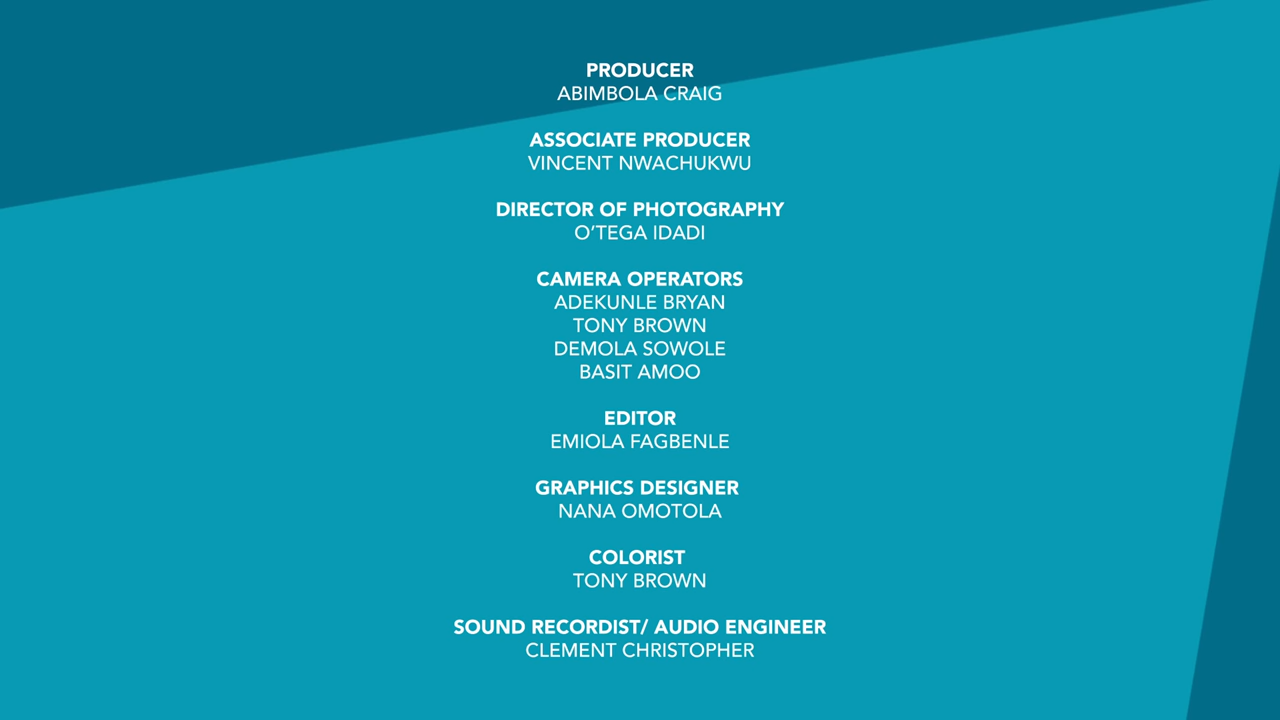 PRODUCER
ABIMBOLA CRAIG
ASSOCIATE PRODUCER
VINCENT NWACHUKWU
DIRECTOR OF PHOTOGRAPHY
O’TEGA IDADI
CAMERA OPERATORS
ADEKUNLE BRYAN
TONY BROWN
DEMOLA SOWOLE
BASIT AMOO
EDITOR
EMIOLA FAGBENLE
GRAPHICS DESIGNER
NANA OMOTOLA
COLORIST
TONY BROWN
SOUND RECORDIST/ AUDIO ENGINEER
CLEMENT CHRISTOPHER